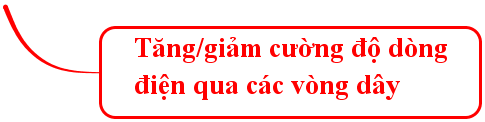 Tăng/giảm cường độ dòng
điện qua các vòng dây